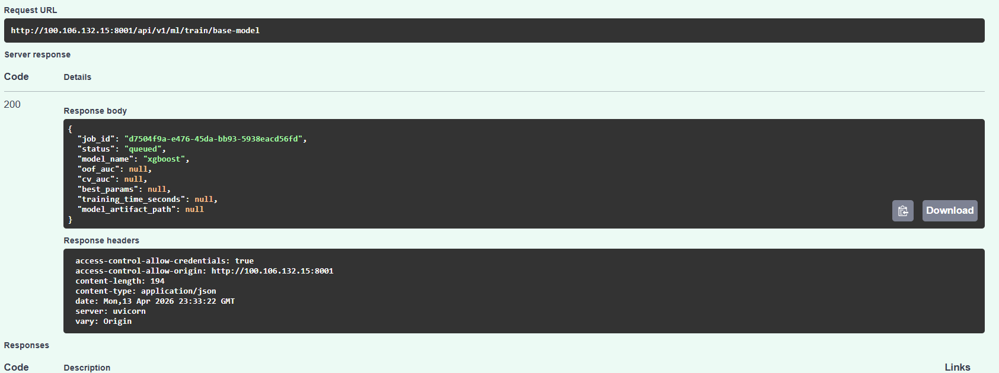 Request URL
http://100.106.132.15:8001/api/v1/ml/train/base-model
Server response
Code Details
200
Response body
{
  "job_id": "d7504f9a-e476-45da-bb93-5938eacd56fd",
  "status": "queued",
  "model_name": "xgboost",
  "oof_auc": null,
  "cv_auc": null,
  "best_params": null,
  "training_time_seconds": null,
  "model_artifact_path": null
}
Download
Response headers
access-control-allow-credentials: true
access-control-allow-origin: http://100.106.132.15:8001
content-length: 194
content-type: application/json
date: Mon,13 Apr 2026 23:33:22 GMT
server: uvicorn
vary: Origin
Responses
Code Description Links